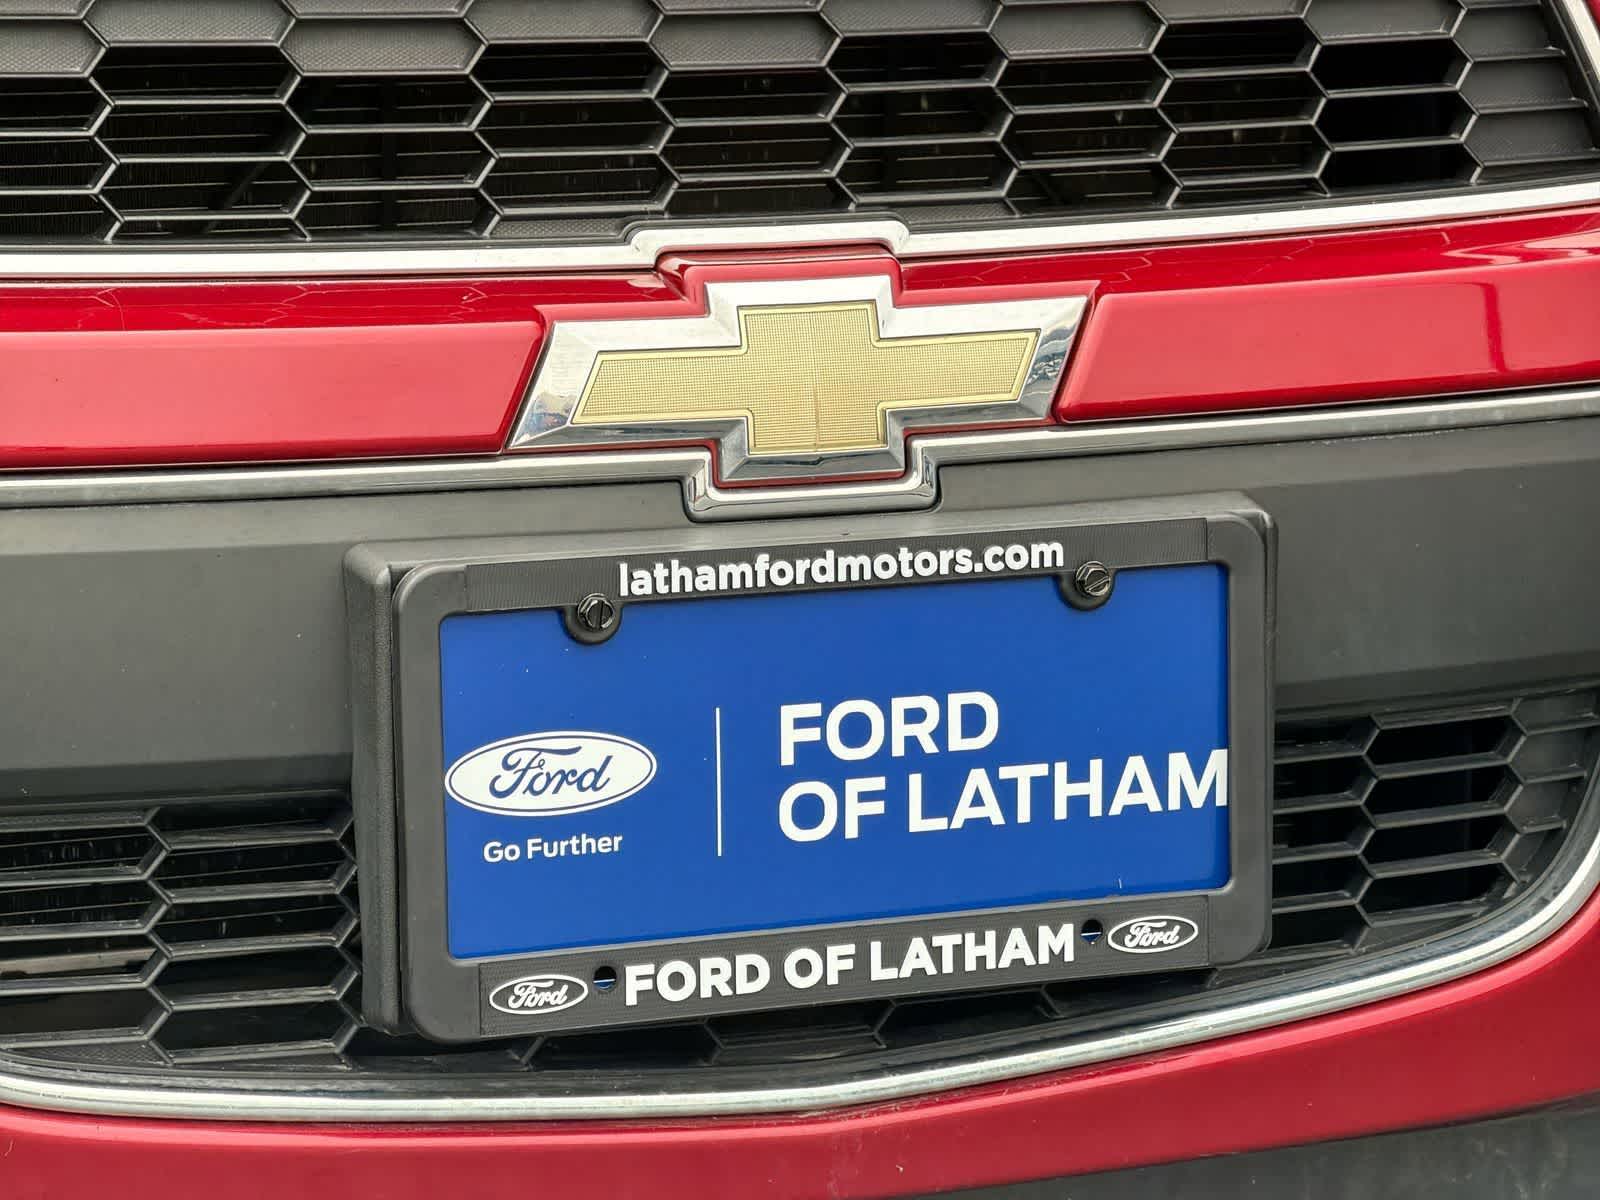 lathamfordmotors.com
Ford
Go Further
FORD
OF LATHAM
Ford FORD OF LATHAM Ford